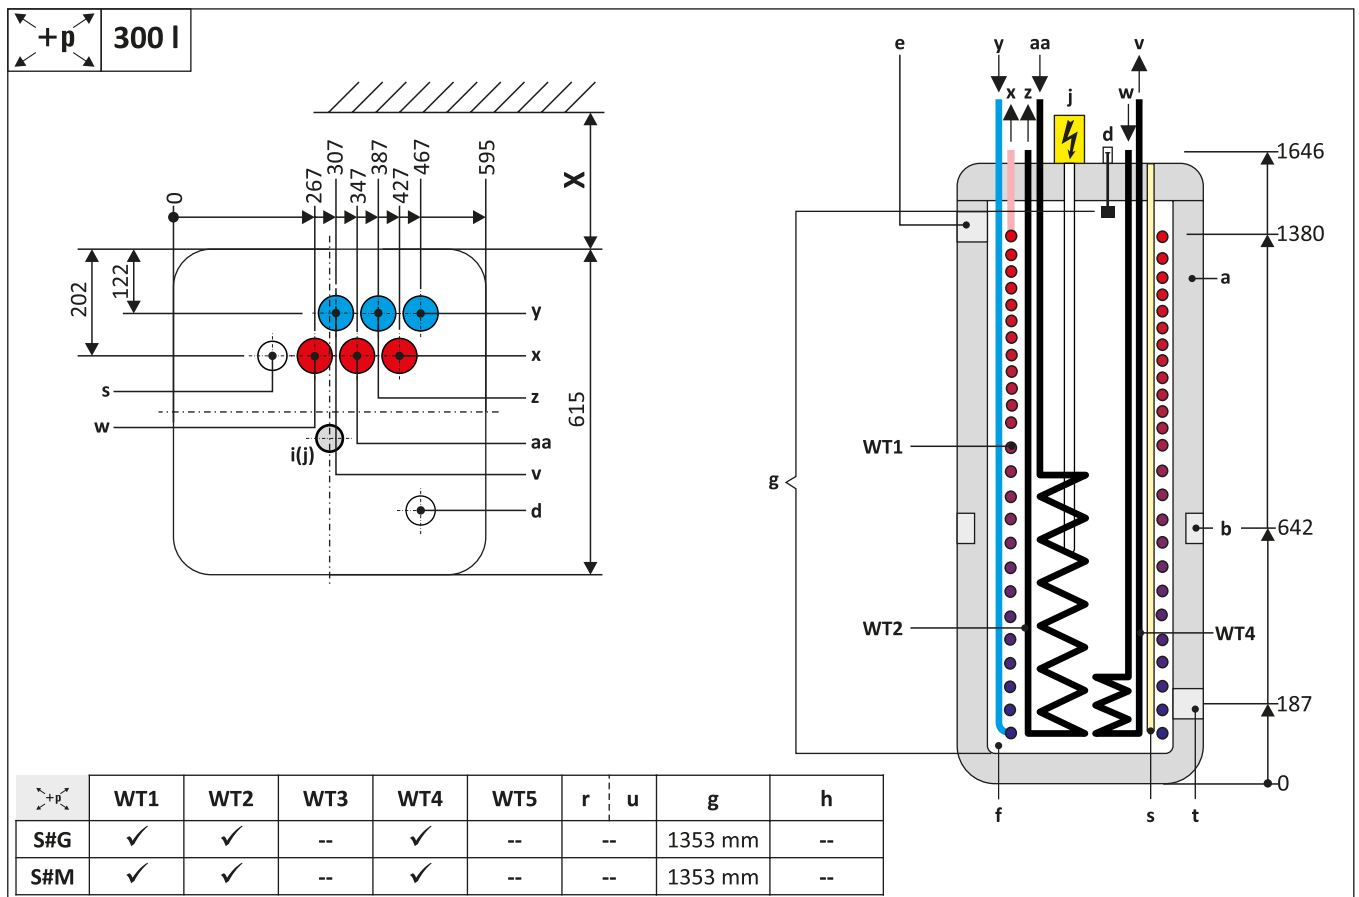 +p 300 l
0
267
307
347
387
427
467
595
X
202
122
615
y
x
z
aa
v
d
s
w
i(j)
e
y
aa
v
x
z
j
w
d
1646
1380
a
WT1
g
b
642
WT2
WT4
187
0
f
s
t
+p WT1 WT2 WT3 WT4 WT5 r u g h
S#G ✓ ✓ -- ✓ -- -- 1353 mm --
S#M ✓ ✓ -- ✓ -- -- 1353 mm --